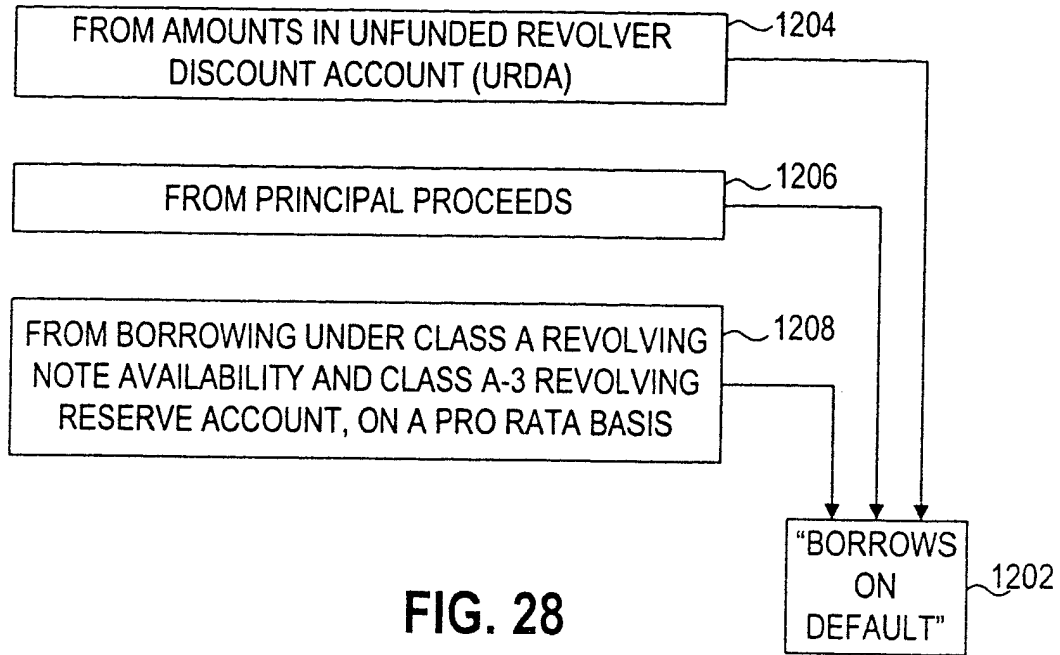 FROM AMOUNTS IN UNFUNDED REVOLVER
DISCOUNT ACCOUNT (URDA)
1204
FROM PRINCIPAL PROCEEDS
1206
FROM BORROWING UNDER CLASS A REVOLVING
NOTE AVAILABILITY AND CLASS A-3 REVOLVING
RESERVE ACCOUNT, ON A PRO RATA BASIS
1208
“BORROWS
ON
DEFAULT”
1202
FIG. 28